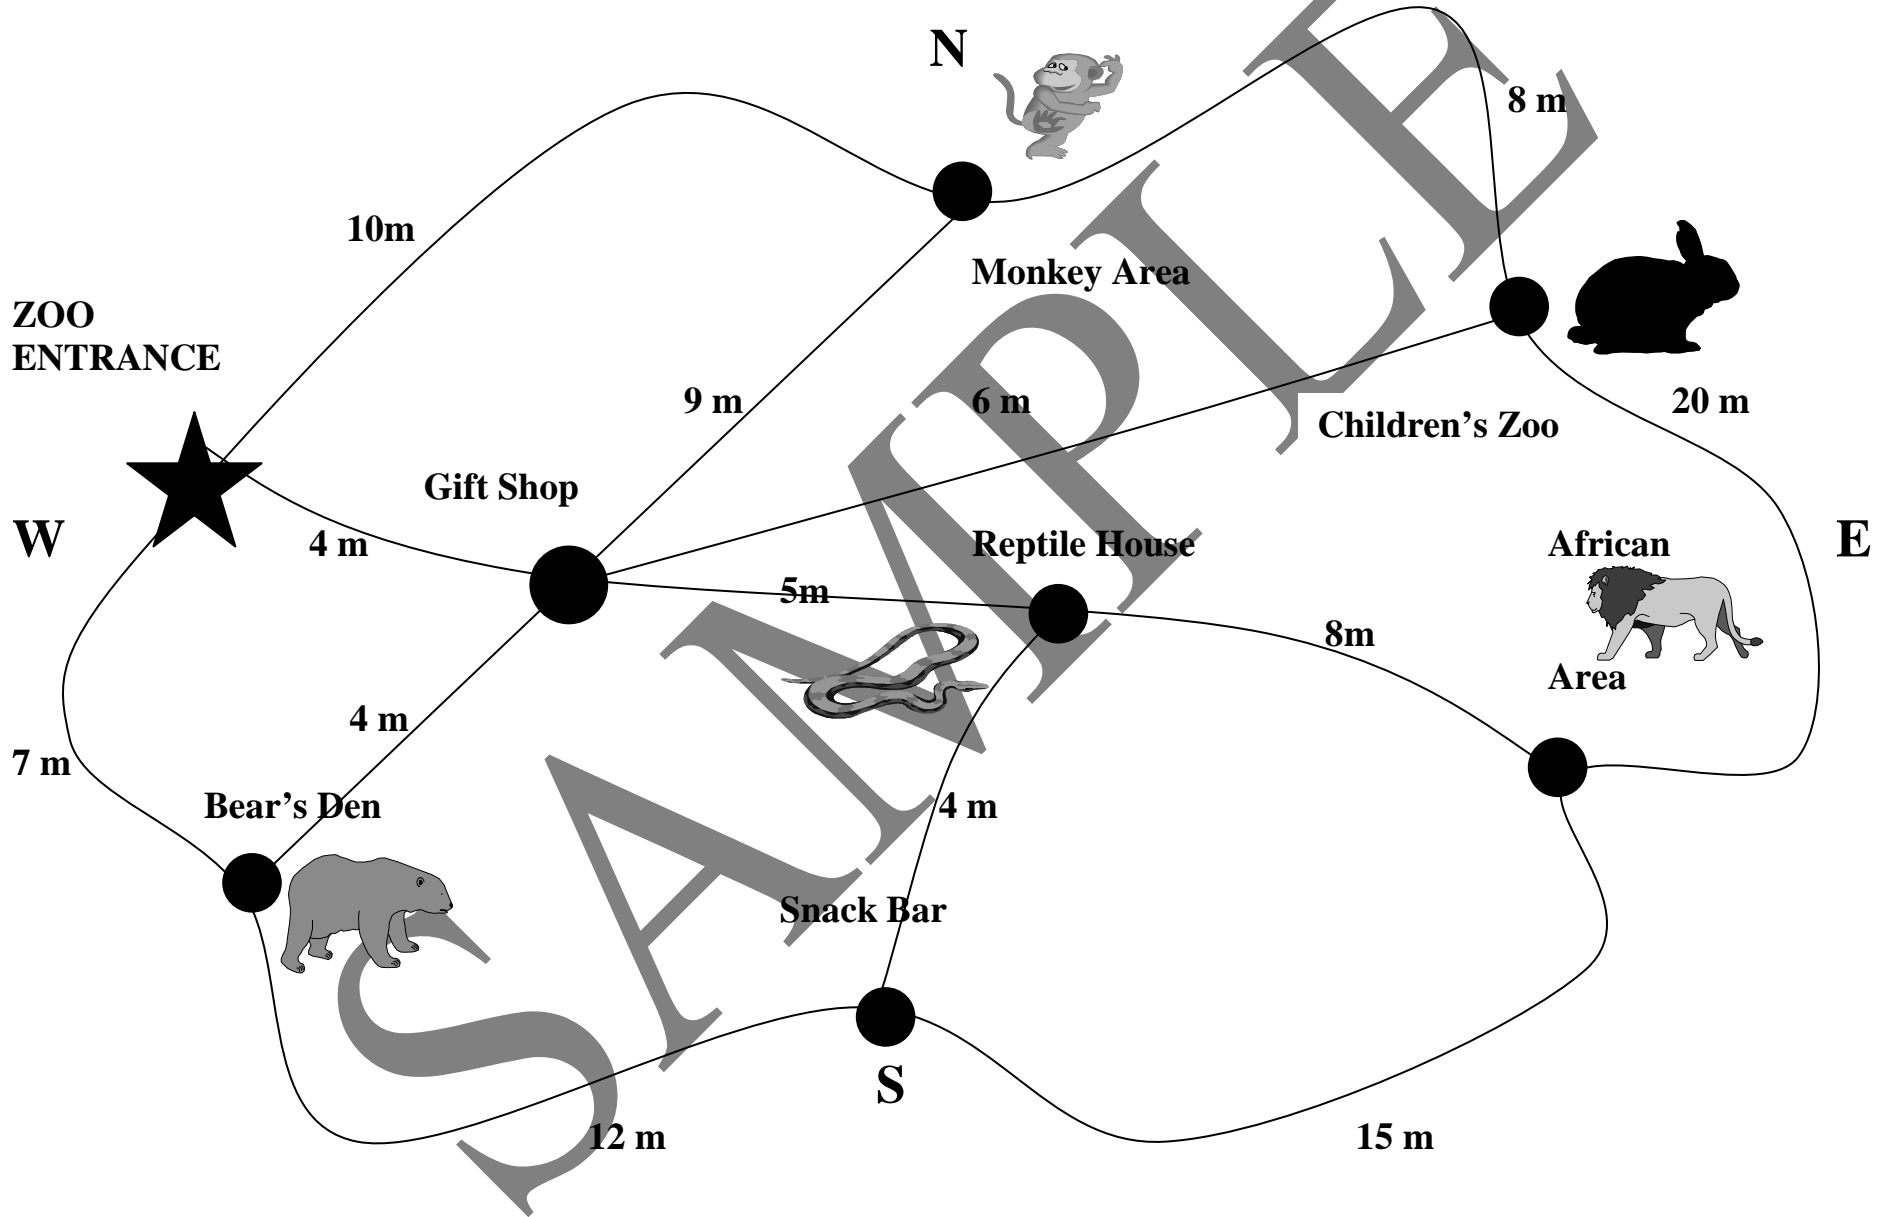 N
8 m
10m
Monkey Area
ZOO
ENTRANCE
9 m
6 m
20 m
Children’s Zoo
Gift Shop
W
4 m
Reptile House
African
E
5m
8m
Area
4 m
7 m
Bear’s Den
4 m
Snack Bar
S
12 m
15 m
SAMPLE